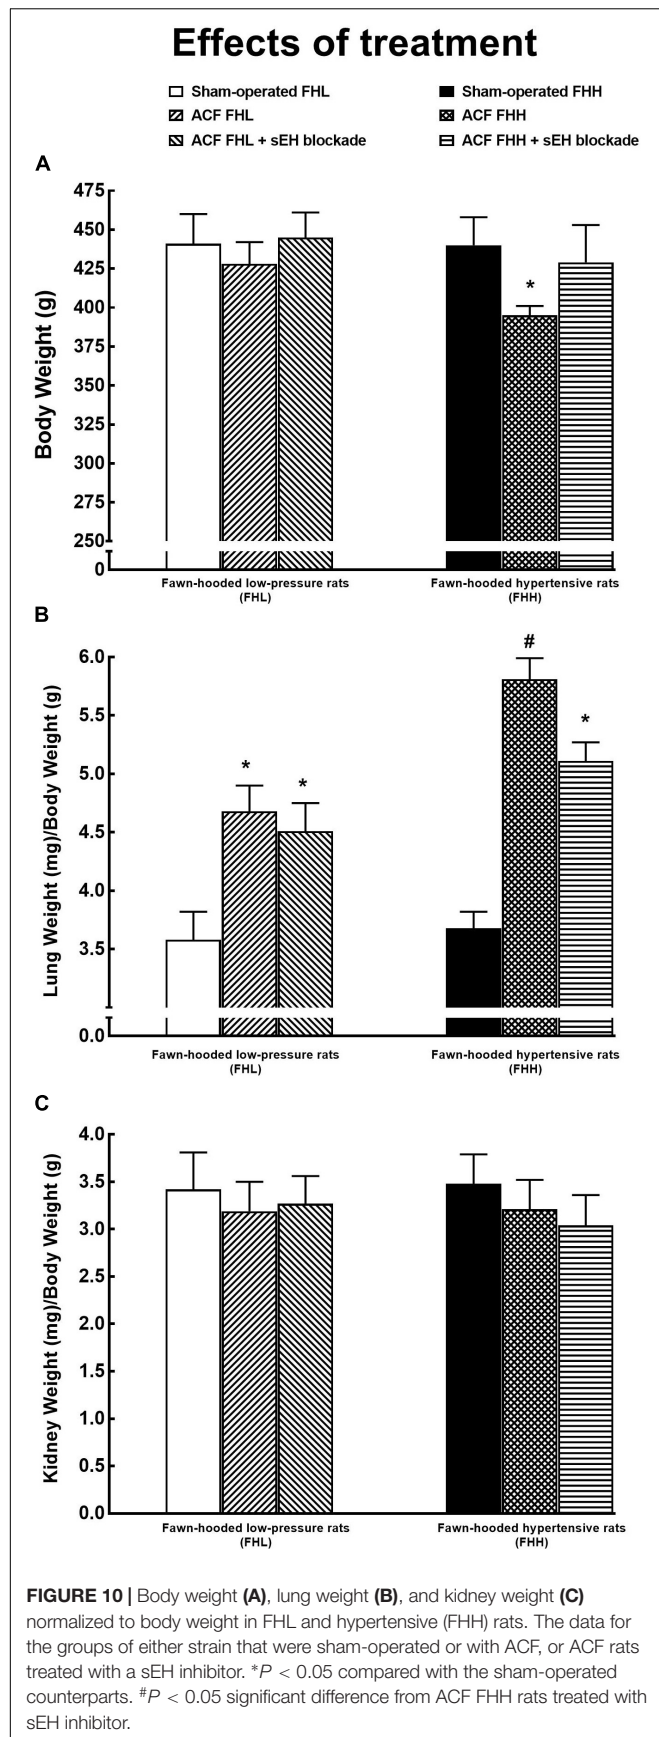 Effects of treatment
Sham-operated FHL
Sham-operated FHH
ACF FHL
ACF FHH
ACF FHL + sEH blockade
ACF FHH + sEH blockade
A
475
450
425
400
375
350
325
300
275
250
0
Body Weight (g)
*
Fawn-hooded low-pressure rats
(FHL)
Fawn-hooded hypertensive rats
(FHH)
B
6.0
5.5
5.0
4.5
4.0
3.5
0.0
Lung Weight (mg)/Body Weight (g)
*
*
#
*
Fawn-hooded low-pressure rats
(FHL)
Fawn-hooded hypertensive rats
(FHH)
C
4.0
3.5
3.0
2.5
2.0
1.5
1.0
0.5
0.0
Kidney Weight (mg)/Body Weight (g)
Fawn-hooded low-pressure rats
(FHL)
Fawn-hooded hypertensive rats
(FHH)
FIGURE 10 | Body weight (A), lung weight (B), and kidney weight (C)
normalized to body weight in FHL and hypertensive (FHH) rats. The data for
the groups of either strain that were sham-operated or with ACF, or ACF rats
treated with a sEH inhibitor. *P < 0.05 compared with the sham-operated
counterparts. #P < 0.05 significant difference from ACF FHH rats treated with
sEH inhibitor.